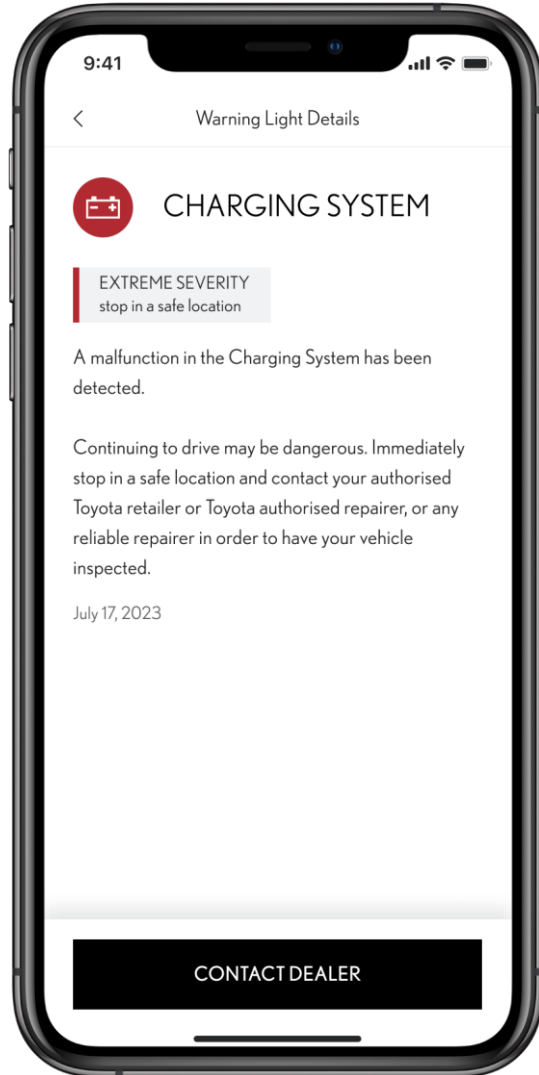 9:41
Warning Light Details
CHARGING SYSTEM
EXTREME SEVERITY
stop in a safe location
A malfunction in the Charging System has been
detected.
Continuing to drive may be dangerous. Immediately
stop in a safe location and contact your authorised
Toyota retailer or Toyota authorised repairer, or any
reliable repairer in order to have your vehicle
inspected.
July 17, 2023
CONTACT DEALER